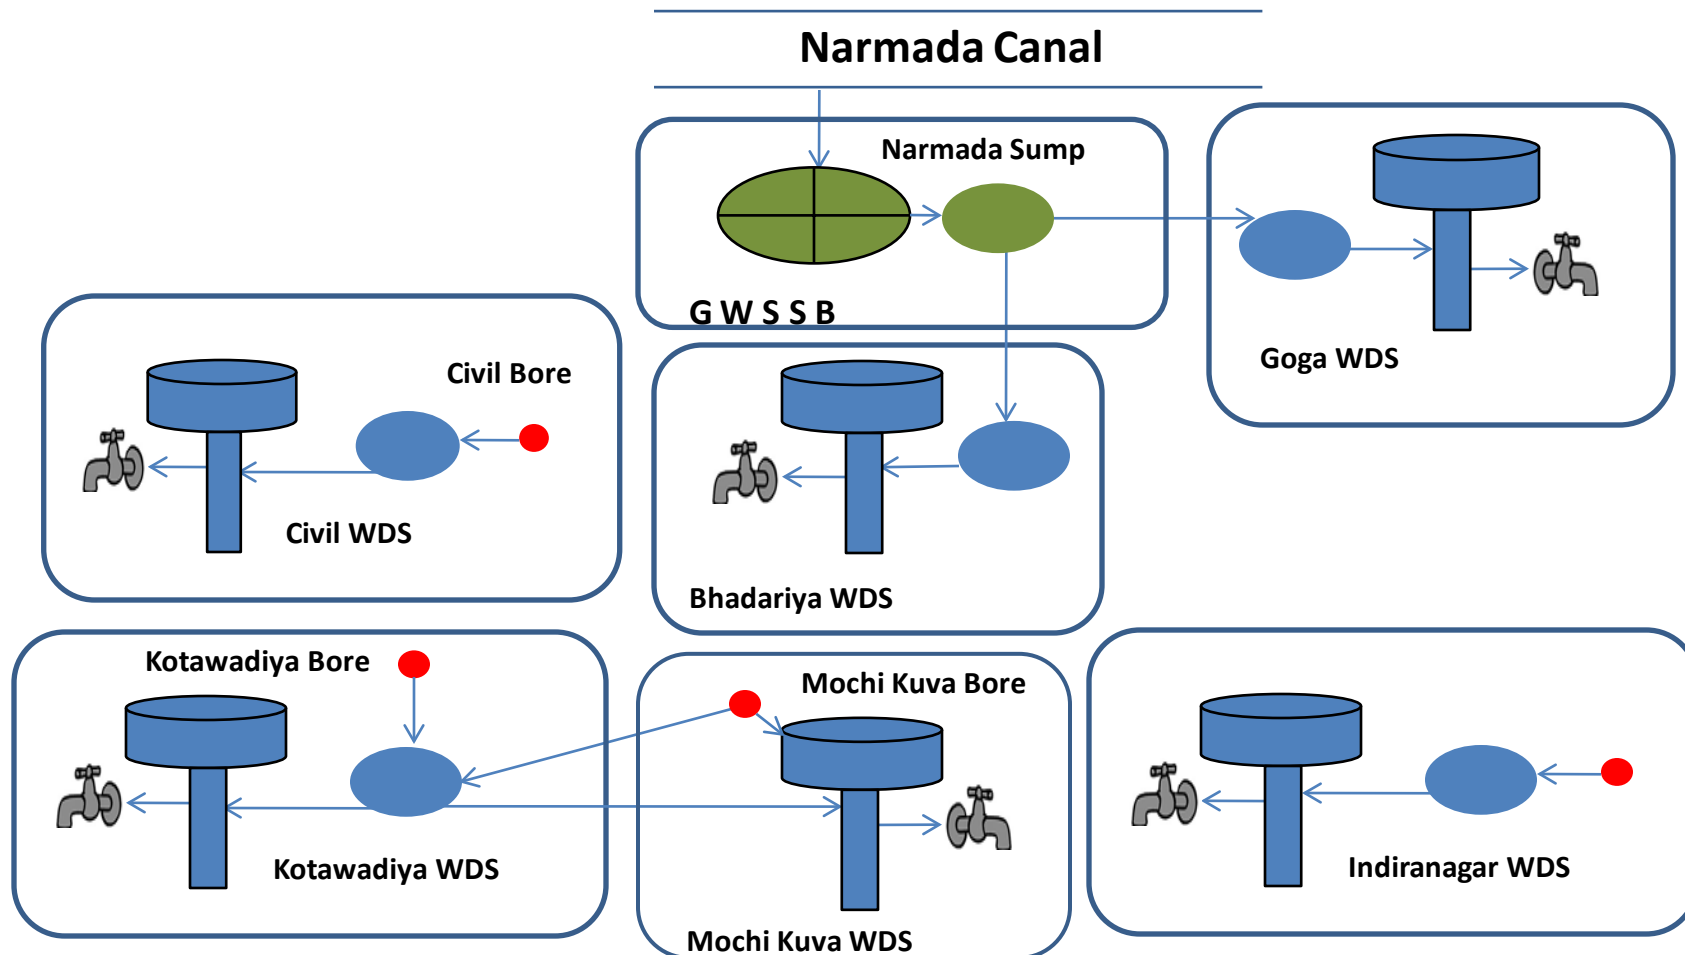 Narmada Canal
Narmada Sump
G W S S B
Goga WDS
Civil Bore
Civil WDS
Bhadariya WDS
Kotawadiya Bore
Mochi Kuva Bore
Kotawadiya WDS
Mochi Kuva WDS
Indiranagar WDS